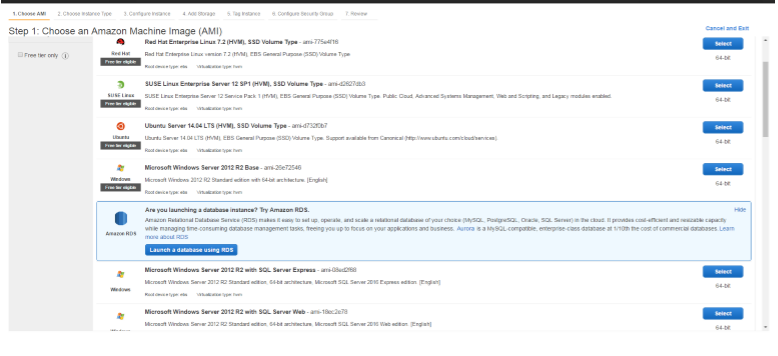 1. Choose AMI 2. Choose Instance Type 3. Configure Instance 4. Add Storage 5. Tag Instance 6. Configure Security Group 7. Review
Step 1: Choose an Amazon Machine Image (AMI)
Cancel and Exit
Free tier only
Red Hat
Free tier eligible
Red Hat Enterprise Linux 7.2 (HVM), SSD Volume Type - ami-775e4f16
Red Hat Enterprise Linux version 7.2 (HVM), EBS General Purpose (SSD) Volume Type
Root device type: ebs Virtualization type: hvm
Select
64-bit
SUSE Linux
Free tier eligible
SUSE Linux Enterprise Server 12 SP1 (HVM), SSD Volume Type - ami-d2627db3
SUSE Linux Enterprise Server 12 Service Pack 1 (HVM), EBS General Purpose (SSD) Volume Type. Public Cloud, Advanced Systems Management, Web and Scripting, and Legacy modules enabled.
Root device type: ebs Virtualization type: hvm
Select
64-bit
Ubuntu
Free tier eligible
Ubuntu Server 14.04 LTS (HVM), SSD Volume Type - ami-d732f0b7
Ubuntu Server 14.04 LTS (HVM), EBS General Purpose (SSD) Volume Type. Support available from Canonical (http://www.ubuntu.com/cloud/services).
Root device type: ebs Virtualization type: hvm
Select
64-bit
Windows
Free tier eligible
Microsoft Windows Server 2012 R2 Base - ami-26e72546
Microsoft Windows 2012 R2 Standard edition with 64-bit architecture. [English]
Root device type: ebs Virtualization type: hvm
Select
64-bit
Amazon RDS
Are you launching a database instance? Try Amazon RDS.
Hide
Amazon Relational Database Service (RDS) makes it easy to set up, operate, and scale a relational database of your choice (MySQL, PostgreSQL, Oracle, SQL Server) in the cloud. It provides cost-efficient and resizable capacity
while managing time-consuming database management tasks, freeing you up to focus on your applications and business. Aurora is a MySQL-compatible, enterprise-class database at 1/10th the cost of commercial databases. Learn
more about RDS
Launch a database using RDS
Windows
Microsoft Windows Server 2012 R2 with SQL Server Express - ami-08ed2f68
Microsoft Windows Server 2012 R2 Standard edition, 64-bit architecture, Microsoft SQL Server 2016 Express edition. [English]
Root device type: ebs Virtualization type: hvm
Select
64-bit
Microsoft Windows Server 2012 R2 with SQL Server Web - ami-18ec2e78
Microsoft Windows Server 2012 R2 Standard edition, 64-bit architecture, Microsoft SQL Server 2016 Web edition. [English]
Select
64-bit